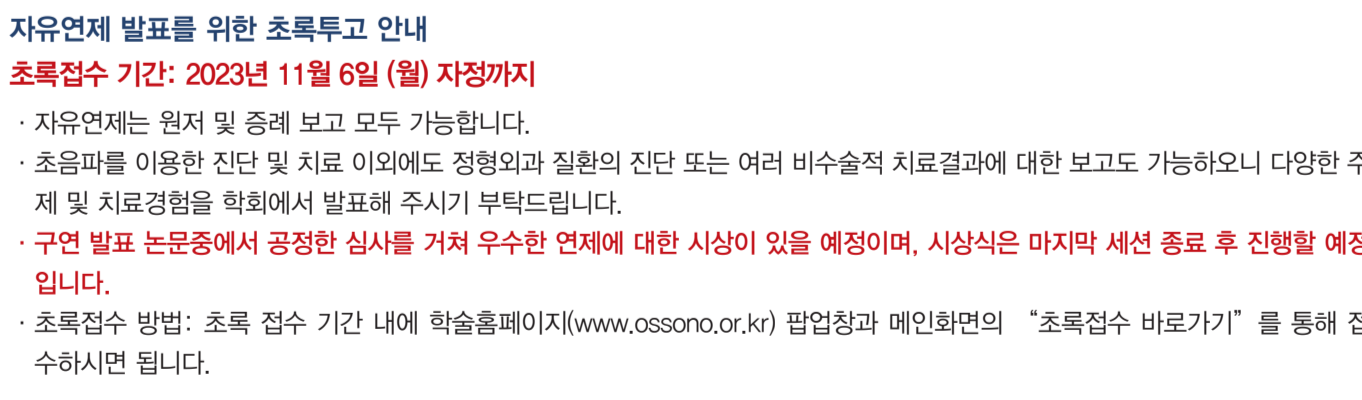 자유연제 발표를 위한 초록투고 안내
초록접수 기간: 2023년 11월 6일 (월) 자정까지
· 자유연제는 원저 및 증례 보고 모두 가능합니다.
· 초음파를 이용한 진단 및 치료 이외에도 정형외과 질환의 진단 또는 여러 비수술적 치료결과에 대한 보고도 가능하오니 다양한 주
제 및 치료경험을 학회에서 발표해 주시기 부탁드립니다.
· 구연 발표 논문중에서 공정한 심사를 거쳐 우수한 연제에 대한 시상이 있을 예정이며, 시상식은 마지막 세션 종료 후 진행할 예정
입니다.
· 초록접수 방법: 초록 접수 기간 내에 학술홈페이지(www.ossono.or.kr) 팝업창과 메인화면의 “초록접수 바로가기”를 통해 접
수하시면 됩니다.